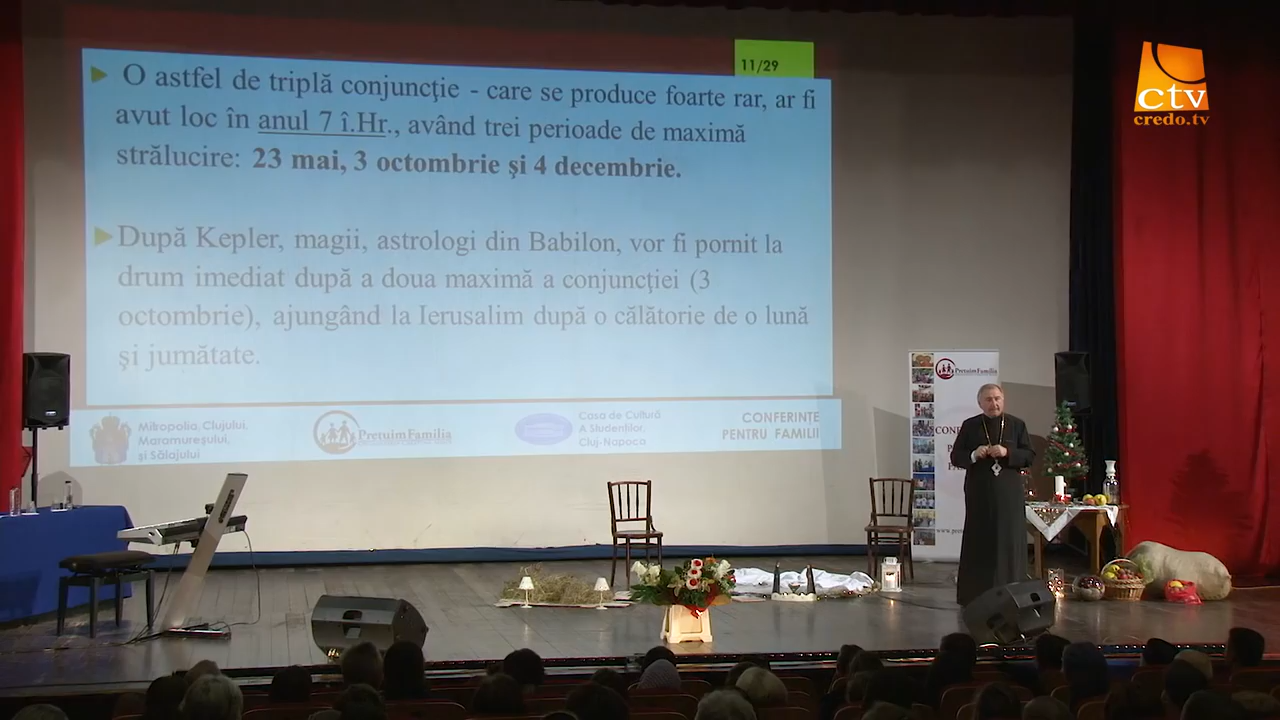 11/29
O astfel de triplă conjuncţie - care se produce foarte rar, ar fi
avut loc în anul 7 î.Hr., având trei perioade de maximă
strălucire: 23 mai, 3 octombrie şi 4 decembrie.
După Kepler, magii, astrologi din Babilon, vor fi pornit la
drum imediat după a doua maximă a conjuncţiei (3
octombrie), ajungând la Ierusalim după o călătorie de o lună
şi jumătate.
Mitropolia Clujului,
Maramureşului,
şi Sălajului
PretuimFamilia
Casa de Cultură
A Studenţilor,
Cluj-Napoca
CONFERINŢE
PENTRU FAMILII
ctv
credo.tv
PretuimFamilia